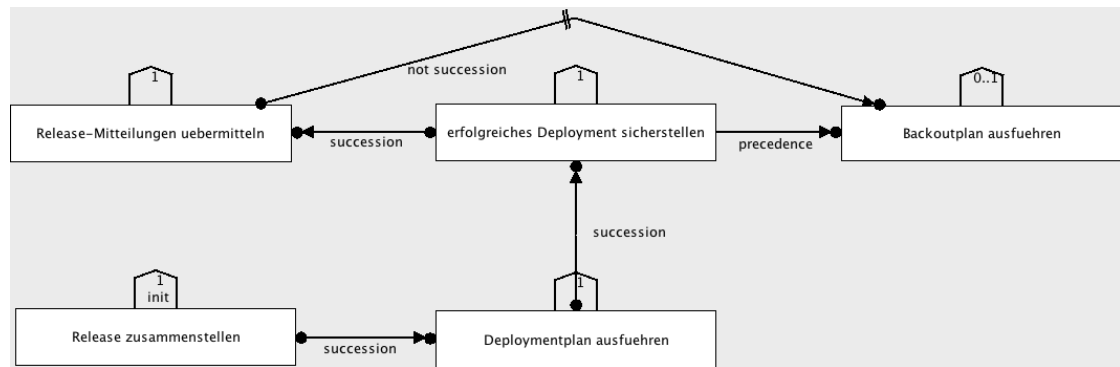 not succession
1
1
0..1
Release-Mitteilungen uebermitteln
erfolgreiches Deployment sicherstellen
Backoutplan ausfuehren
succession
precedence
succession
1
init
1
Release zusammenstellen
Deploymentplan ausfuehren
succession